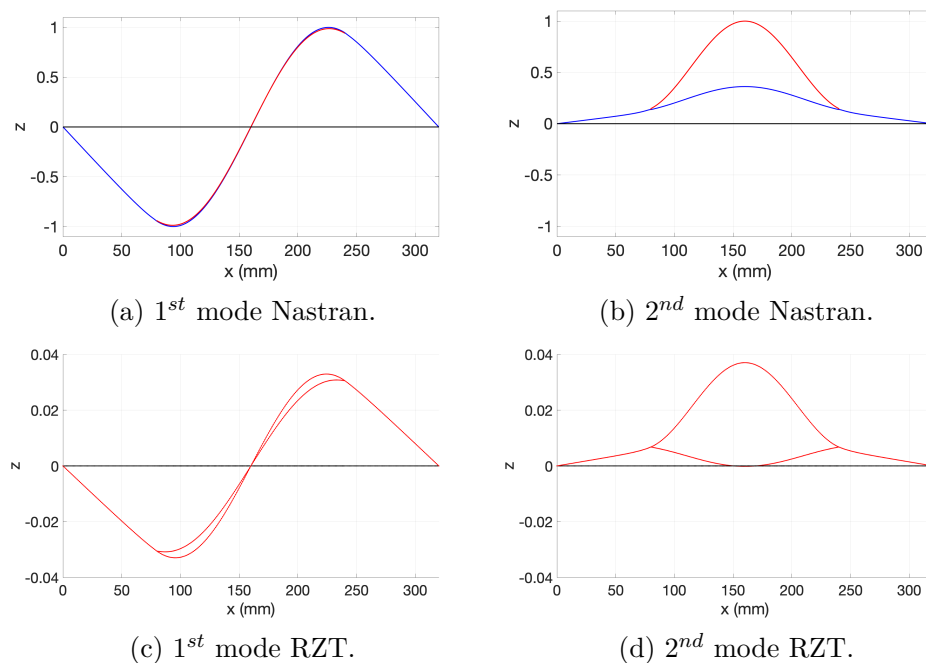 1
0.5
0
-0.5
-1
z
0 50 100 150 200 250 300
x (mm)
(a) 1st mode Nastran.
1
0.5
0
-0.5
-1
z
0 50 100 150 200 250 300
x (mm)
(b) 2nd mode Nastran.
0.04
0.02
0
-0.02
-0.04
z
0 50 100 150 200 250 300
x (mm)
(c) 1st mode RZT.
0.04
0.02
0
-0.02
-0.04
z
0 50 100 150 200 250 300
x (mm)
(d) 2nd mode RZT.